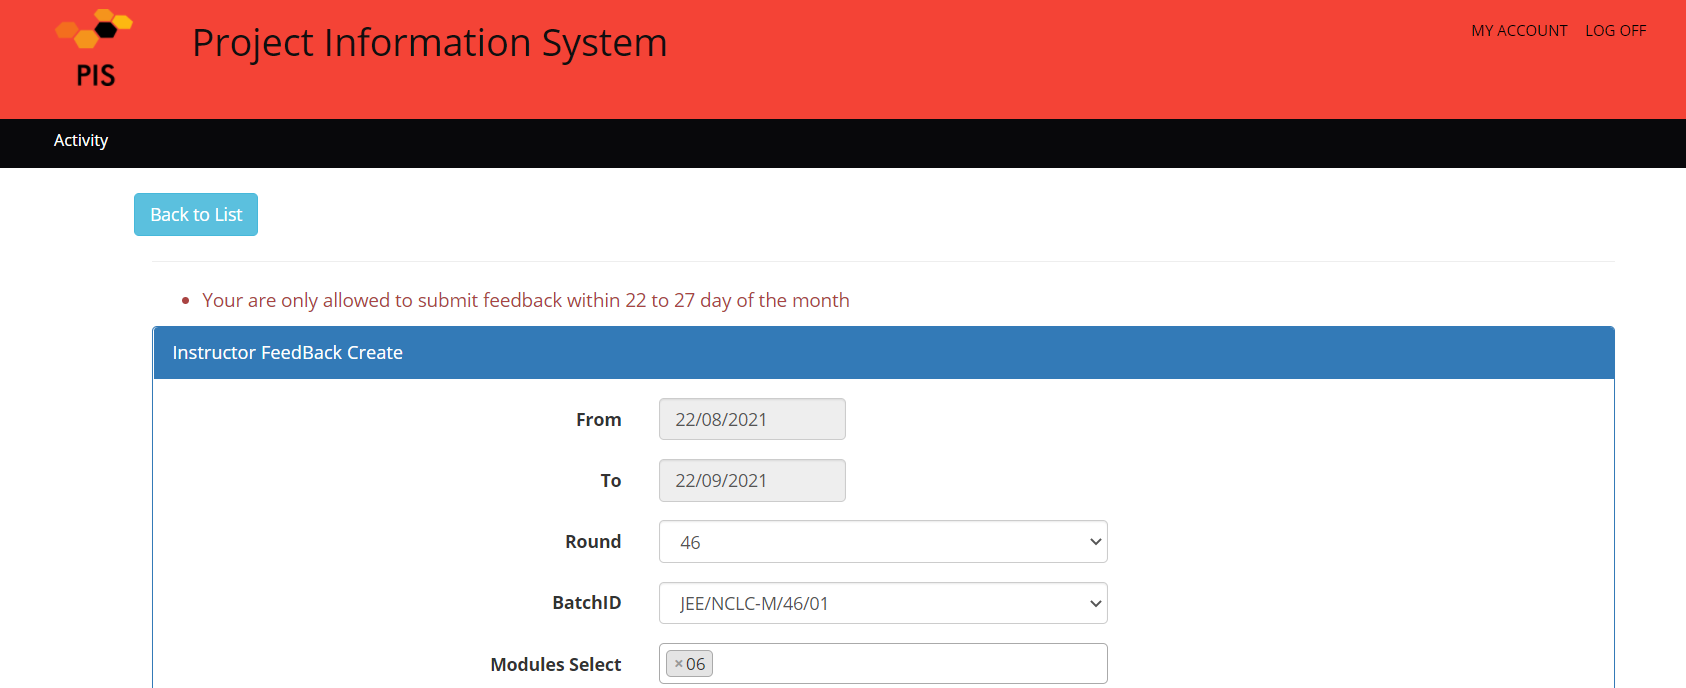 PIS
Project Information System
MY ACCOUNT LOG OFF
Activity
Back to List
Your are only allowed to submit feedback within 22 to 27 day of the month
Instructor FeedBack Create
From 22/08/2021
To 22/09/2021
Round 46
BatchID JEE/NCLC-M/46/01
Modules Select ×06